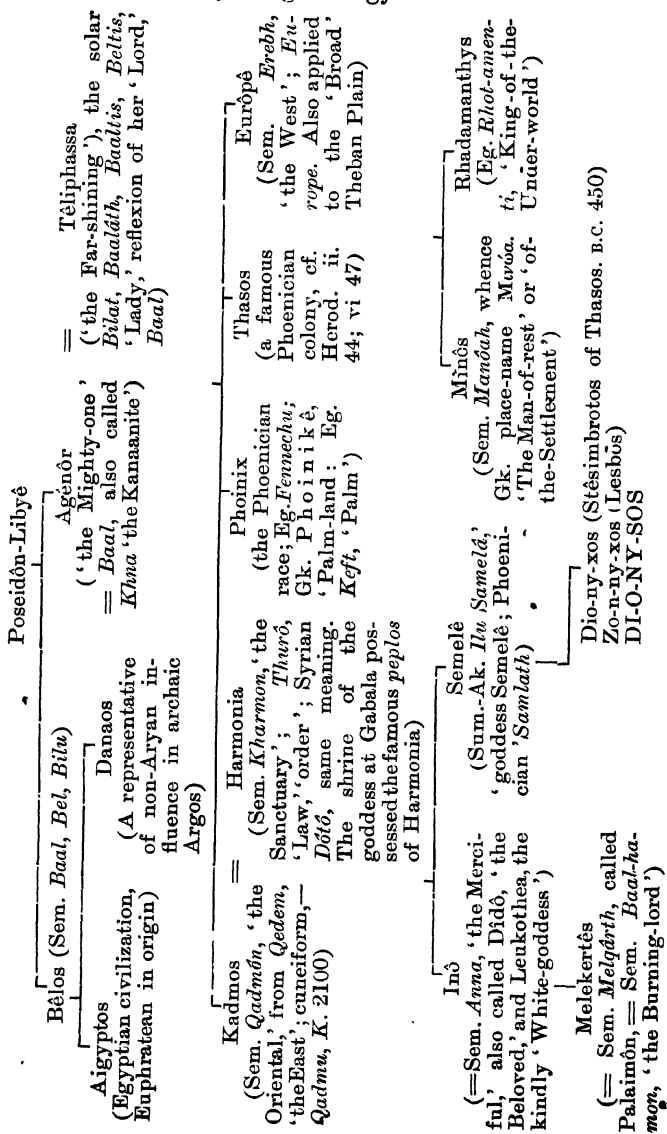 Poseidôn-Libyê
Bêlos (Sem. Baal, Bel, Bilu)
Agênôr
(‘the Mighty-one’
= Baal, also called
Khna ‘the Kanaanite’)
=
Têliphassa
(‘the Far-shining’), the solar
Bilat, Baalâth, Baaltis, Beltis,
‘Lady,’ reflexion of her ‘Lord,’
Baal)
Aigyptos
(Egyptian civilization,
Euphratean in origin)
Danaos
(A representative
of non-Aryan in-
fluence in archaic
Argos)
Kadmos
(Sem. Qadmôn, ‘the
Oriental,’ from Qedem,
‘the East’; cuneiform,—
Qadmu, K. 2100)
=
Harmonia
(Sem. Kharmon, ‘the
Sanctuary’; Thurô,
‘Law,’ ‘order’; Syrian
Dôtô, same meaning.
The shrine of the
goddess at Gabala pos-
sessed the famous peplos
of Harmonia)
Phoinix
(the Phoenician
race; Eg. Fennechu;
Gk. Phoinikê,
‘Palm-land: Eg.
Keft, ‘Palm’)
Thasos
(a famous
Phoenician
colony, cf.
Herod. ii.
44; vi 47)
Eurôpê
(Sem. Erebh,
‘the West’; Eu-
rope. Also applied
to the ‘Broad’
Theban Plain)
Inô
(=Sem. Anna, ‘the Merci-
ful,’ also called Dîdô, ‘the
Beloved,’ and Leukothea, the
kindly ‘White-goddess’)
Semelê
(Sum.-Ak. Ilu Samelâ,’
‘goddess Semelê; Phoeni-
cian ’Samlath)
Mînôs
(Sem. Manôah, whence
Gk. place-name Μινώα.
‘The Man-of-rest’ or ‘of-
the-Settlement’)
Rhadamanthys
(Eg. Rhot-amen-
ti, ‘King-of-the-
Under-world’)
Melekertês
(= Sem. Melqârth, called
Palaimôn, = Sem. Baal-ha-
mon, ‘the Burning-lord’)
Dio-ny-xos (Stêsimbrotos of Thasos. B.C. 450)
Zo-n-ny-xos (Lesbos)
DI-O-NY-SOS